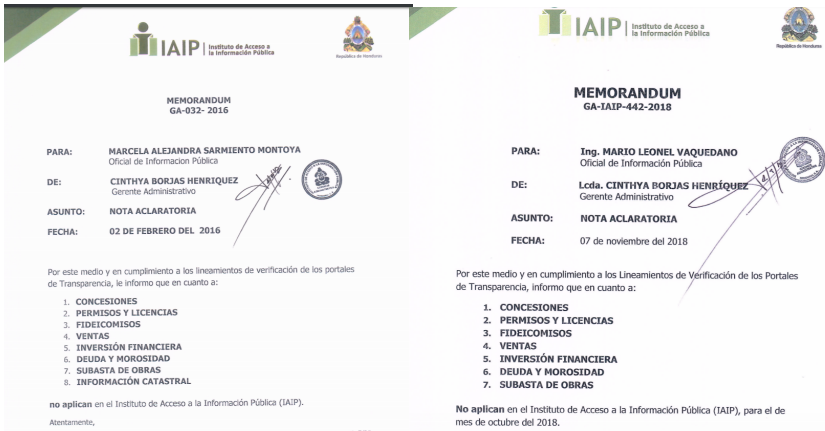 IAIP Instituto de Acceso a
la Información Pública
República de Honduras
MEMORANDUM
GA-032- 2016
PARA: MARCELA ALEJANDRA SARMIENTO MONTOYA
Oficial de Informacion Pública
DE: CINTHYA BORJAS HENRIQUEZ
Gerente Administrativo
ASUNTO: NOTA ACLARATORIA
FECHA: 02 DE FEBRERO DEL 2016
Por este medio y en cumplimiento a los lineamientos de verificación de los portales
de Transparencia, le informo que en cuanto a:
1. CONCESIONES
2. PERMISOS Y LICENCIAS
3. FIDEICOMISOS
4. VENTAS
5. INVERSIÓN FINANCIERA
6. DEUDA Y MOROSIDAD
7. SUBASTA DE OBRAS
8. INFORMACIÓN CATASTRAL
no aplican en el Instituto de Acceso a la Información Pública (IAIP).
Atentamente,
IAIP Instituto de Acceso a
la Información Pública
República de Honduras
MEMORANDUM
GA-IAIP-442-2018
PARA: Ing. MARIO LEONEL VAQUEDANO
Oficial de Información Pública
DE: Lcda. CINTHYA BORJAS HENRÍQUEZ
Gerente Administrativo
ASUNTO: NOTA ACLARATORIA
FECHA: 07 de noviembre del 2018
Por este medio y en cumplimiento a los Lineamientos de Verificación de los Portales
de Transparencia, informo que en cuanto a:
1. CONCESIONES
2. PERMISOS Y LICENCIAS
3. FIDEICOMISOS
4. VENTAS
5. INVERSIÓN FINANCIERA
6. DEUDA Y MOROSIDAD
7. SUBASTA DE OBRAS
No aplican en el Instituto de Acceso a la Información Pública (IAIP), para el de
mes de octubre del 2018.